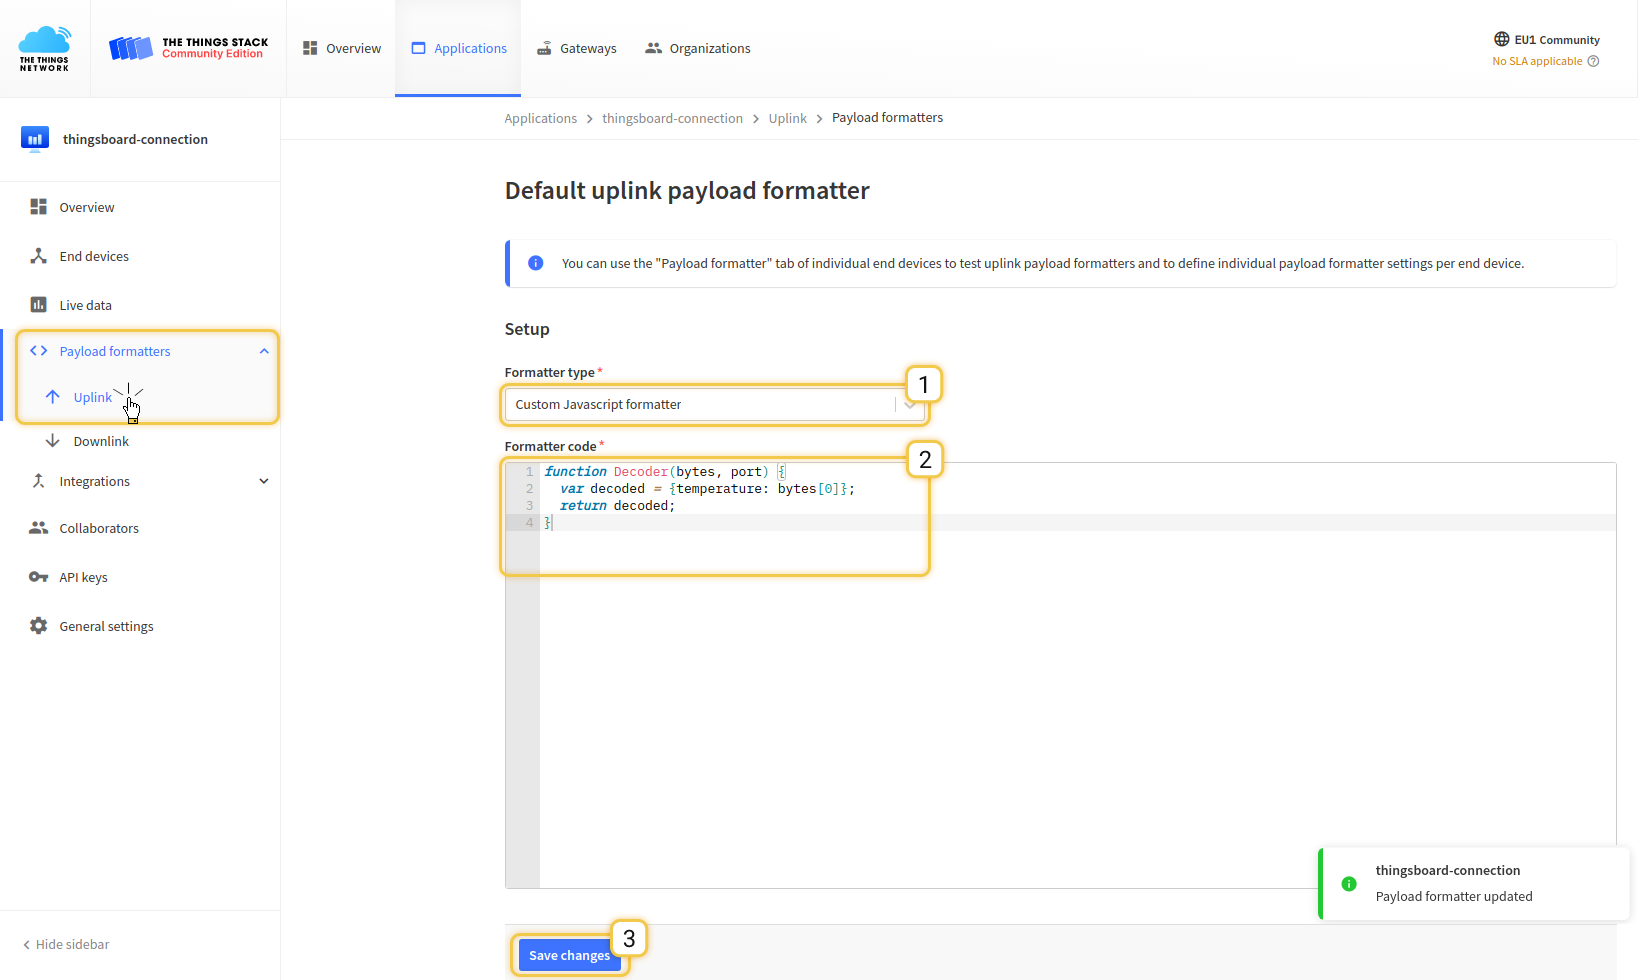 THE THINGS
NETWORK
THE THINGS STACK
Community Edition
Overview
Applications
Gateways
Organizations
EU1 Community
No SLA applicable
thingsboard-connection
Overview
End devices
Live data
Payload formatters
Uplink
Downlink
Integrations
Collaborators
API keys
General settings
Hide sidebar
Applications > thingsboard-connection > Uplink > Payload formatters
Default uplink payload formatter
You can use the "Payload formatter" tab of individual end devices to test uplink payload formatters and to define individual payload formatter settings per end device.
Setup
Formatter type *
1
Custom Javascript formatter
Formatter code *
2
1 function Decoder(bytes, port) {
2 var decoded = {temperature: bytes[0]};
3 return decoded;
4 }
thingsboard-connection
Payload formatter updated
3
Save changes